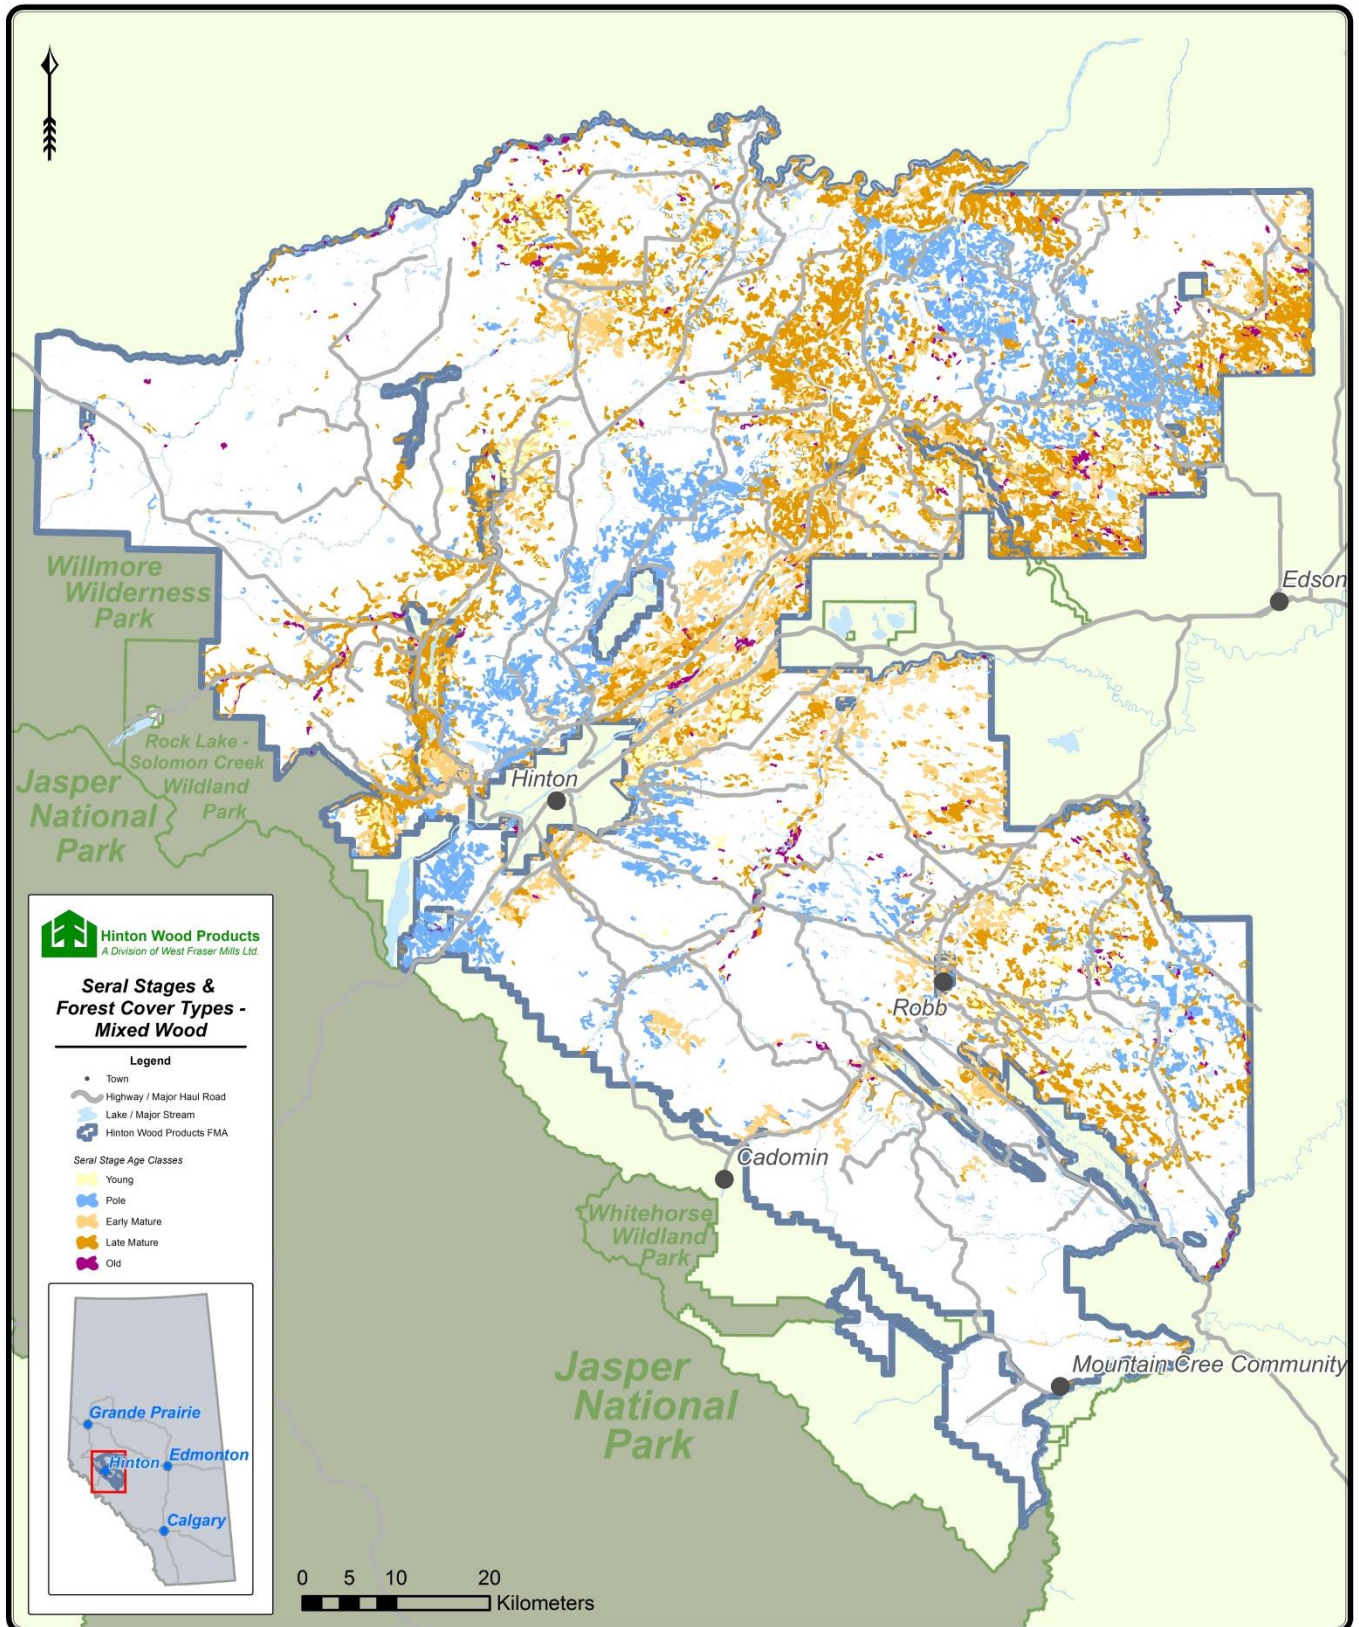 Edson
Willmore
Wilderness
Park
Rock Lake -
Solomon Creek
Wildland
Park
Jasper
National
Park
Hinton
Robb
Cadomin
Whitehorse
Wildland
Park
Jasper
National
Park
Mountain Cree Community
Hinton Wood Products
A Division of West Fraser Mills Ltd.
Seral Stages &
Forest Cover Types -
Mixed Wood
Legend
Town
Highway / Major Haul Road
Lake / Major Stream
Hinton Wood Products FMA
Seral Stage Age Classes
Young
Pole
Early Mature
Late Mature
Old
Grande Prairie
Hinton
Edmonton
Calgary
0 5 10 20
Kilometers